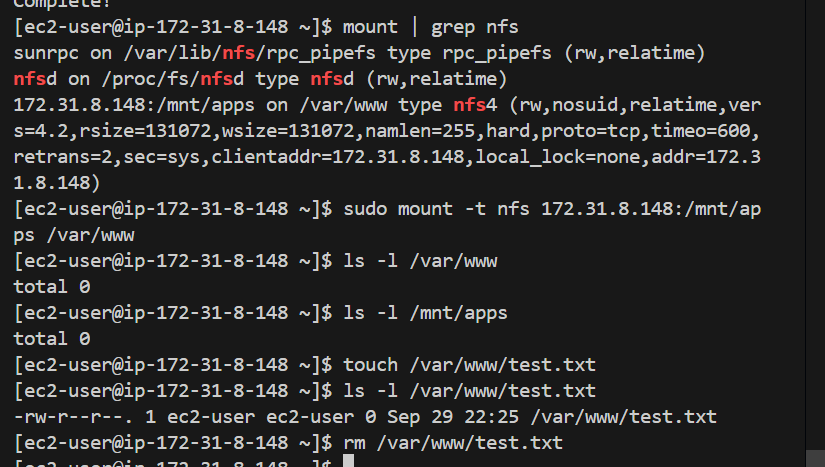 Complete!
[ec2-user@ip-172-31-8-148 ~]$ mount | grep nfs
sunrpc on /var/lib/nfs/rpc_pipefs type rpc_pipefs (rw,relatime)
nfsd on /proc/fs/nfsd type nfsd (rw,relatime)
172.31.8.148:/mnt/apps on /var/www type nfs4 (rw,nosuid,relatime,ver
s=4.2,rsize=131072,wsize=131072,namlen=255,hard,proto=tcp,timeo=600,
retrans=2,sec=sys,clientaddr=172.31.8.148,local_lock=none,addr=172.3
1.8.148)
[ec2-user@ip-172-31-8-148 ~]$ sudo mount -t nfs 172.31.8.148:/mnt/ap
ps /var/www
[ec2-user@ip-172-31-8-148 ~]$ ls -l /var/www
total 0
[ec2-user@ip-172-31-8-148 ~]$ ls -l /mnt/apps
total 0
[ec2-user@ip-172-31-8-148 ~]$ touch /var/www/test.txt
[ec2-user@ip-172-31-8-148 ~]$ ls -l /var/www/test.txt
-rw-r--r--. 1 ec2-user ec2-user 0 Sep 29 22:25 /var/www/test.txt
[ec2-user@ip-172-31-8-148 ~]$ rm /var/www/test.txt
[ec2-user@ip-172-31-8-148 ~]$